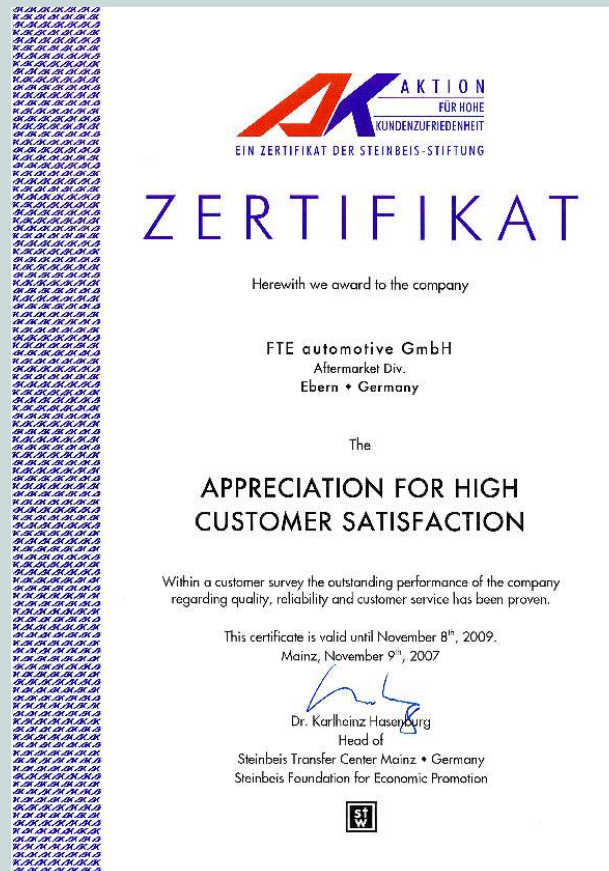 AK AKTION
FÜR HOHE
KUNDENZUFRIEDENHEIT
EIN ZERTIFIKAT DER STEINBEIS-STIFTUNG
ZERTIFIKAT
Herewith we award to the company
FTE automotive GmbH
Aftermarket Div.
Ebern • Germany
The
APPRECIATION FOR HIGH
CUSTOMER SATISFACTION
Within a customer survey the outstanding performance of the company
regarding quality, reliability and customer service has been proven.
This certificate is valid until November 8th, 2009.
Mainz, November 9th, 2007
Dr. Karlheinz Hasenburg
Head of
Steinbeis Transfer Center Mainz • Germany
Steinbeis Foundation for Economic Promotion
stw